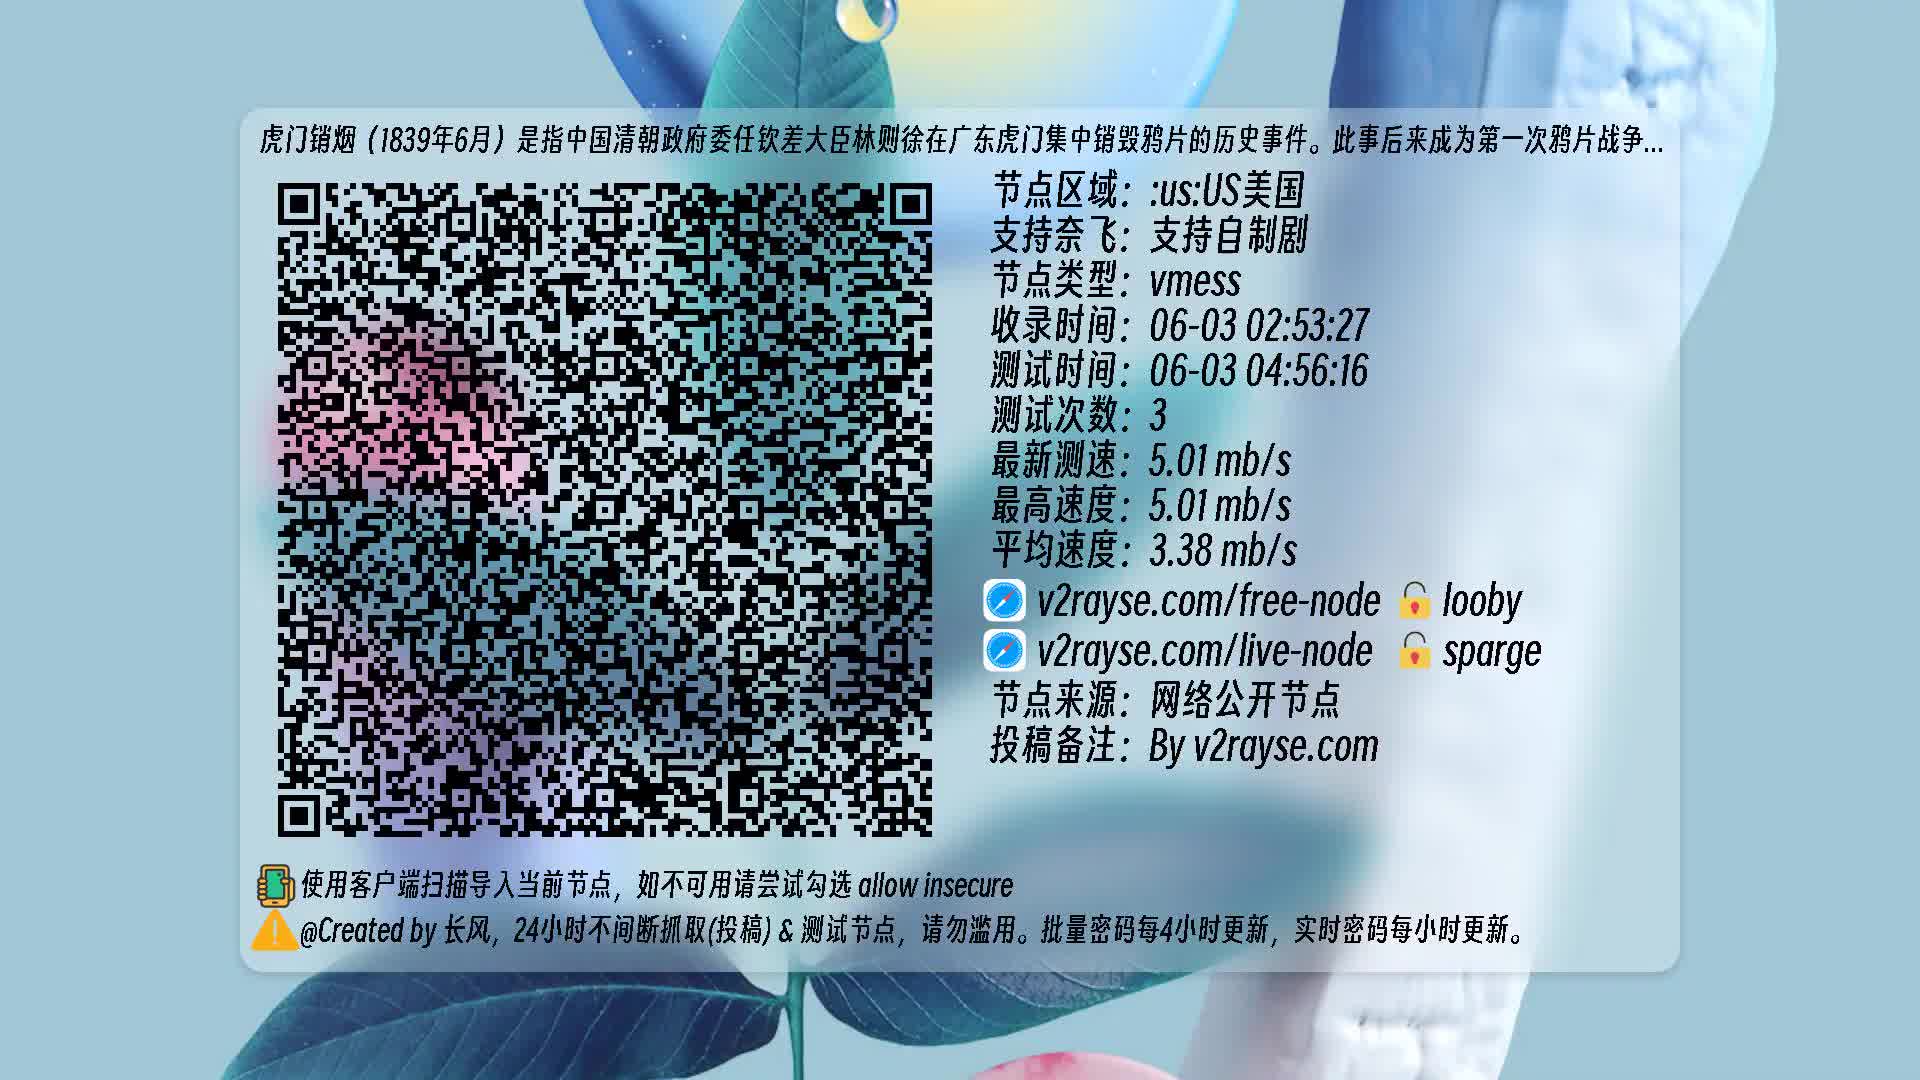 虎门销烟（1839年6月）是指中国清朝政府委任钦差大臣林则徐在广东虎门集中销毁鸦片的历史事件。此事后来成为第一次鸦片战争...
节点区域：:us:US美国
支持奈飞：支持自制剧
节点类型：vmess
收录时间：06-03 02:53:27
测试时间：06-03 04:56:16
测试次数：3
最新测速：5.01 mb/s
最高速度：5.01 mb/s
平均速度：3.38 mb/s
v2rayse.com/free-node looby
v2rayse.com/live-node sparge
节点来源：网络公开节点
投稿备注：By v2rayse.com
使用客户端扫描导入当前节点，如不可用请尝试勾选 allow insecure
@Created by 长风，24小时不间断抓取(投稿) & 测试节点，请勿滥用。批量密码每4小时更新，实时密码每小时更新。